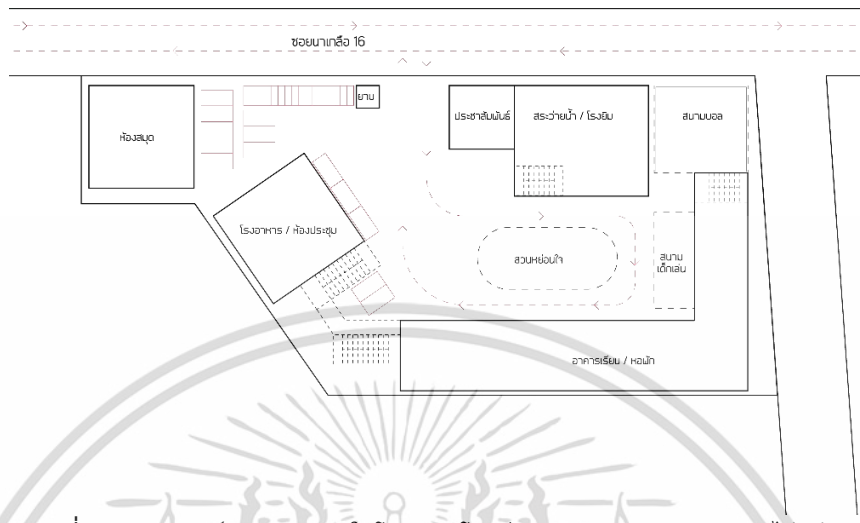 ซอยนาเกลือ 16
ยาม
ห้องสมุด
ประชาสัมพันธ์
สระว่ายน้ำ / โรงยิม
สนามบอล
โรงอาหาร / ห้องประชุม
สวนหย่อนใจ
สนาม
เด็กเล่น
อาคารเรียน / หอพัก